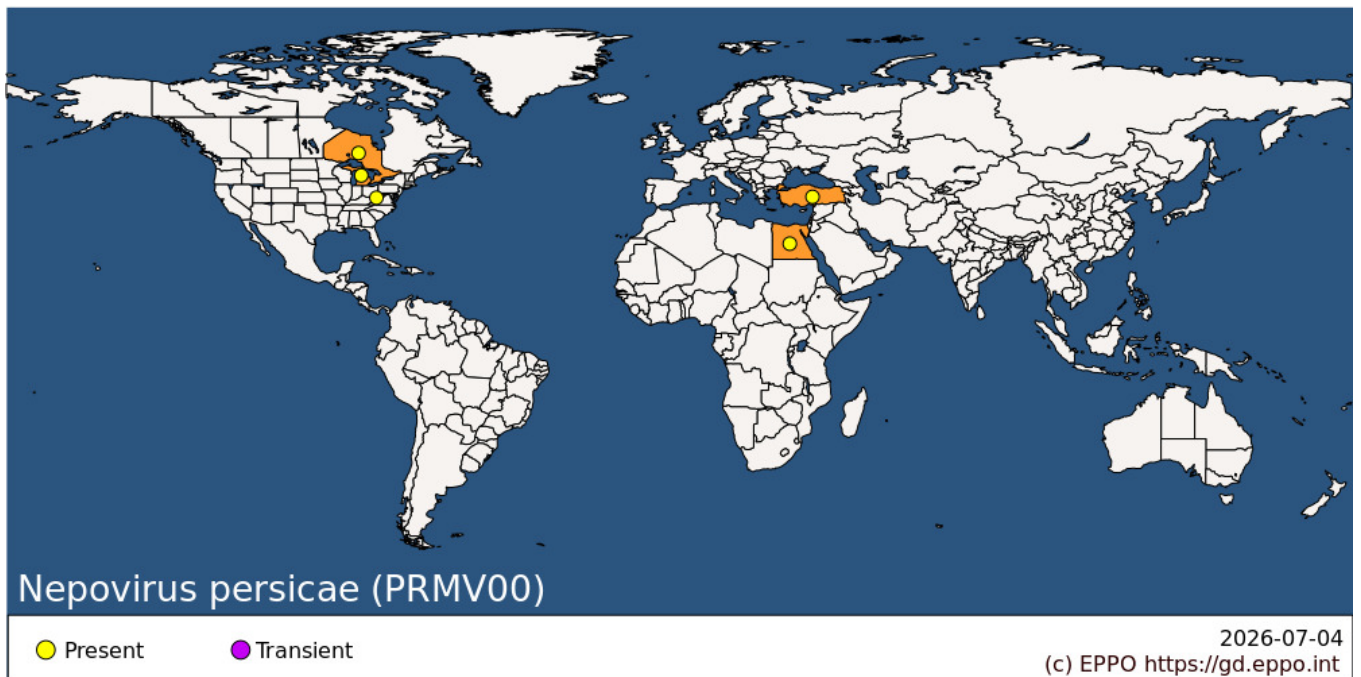 Nepovirus persicae (PRMV00)
Present
Transient
2026-07-04
(c) EPPO https://gd.eppo.int